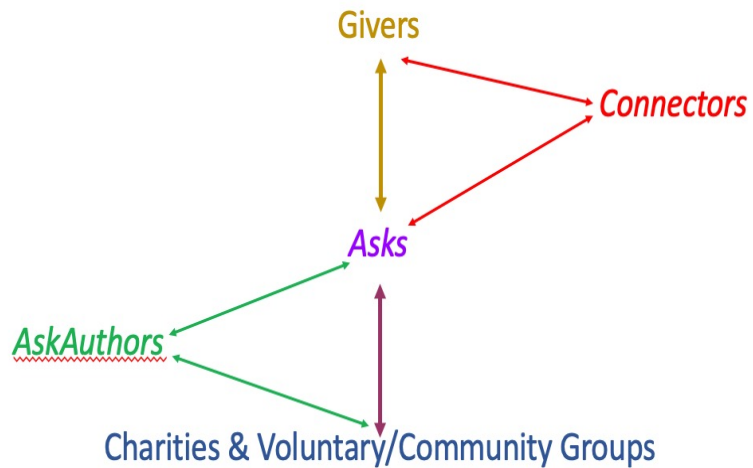 Givers
Connectors
Asks
AskAuthors
Charities & Voluntary/Community Groups